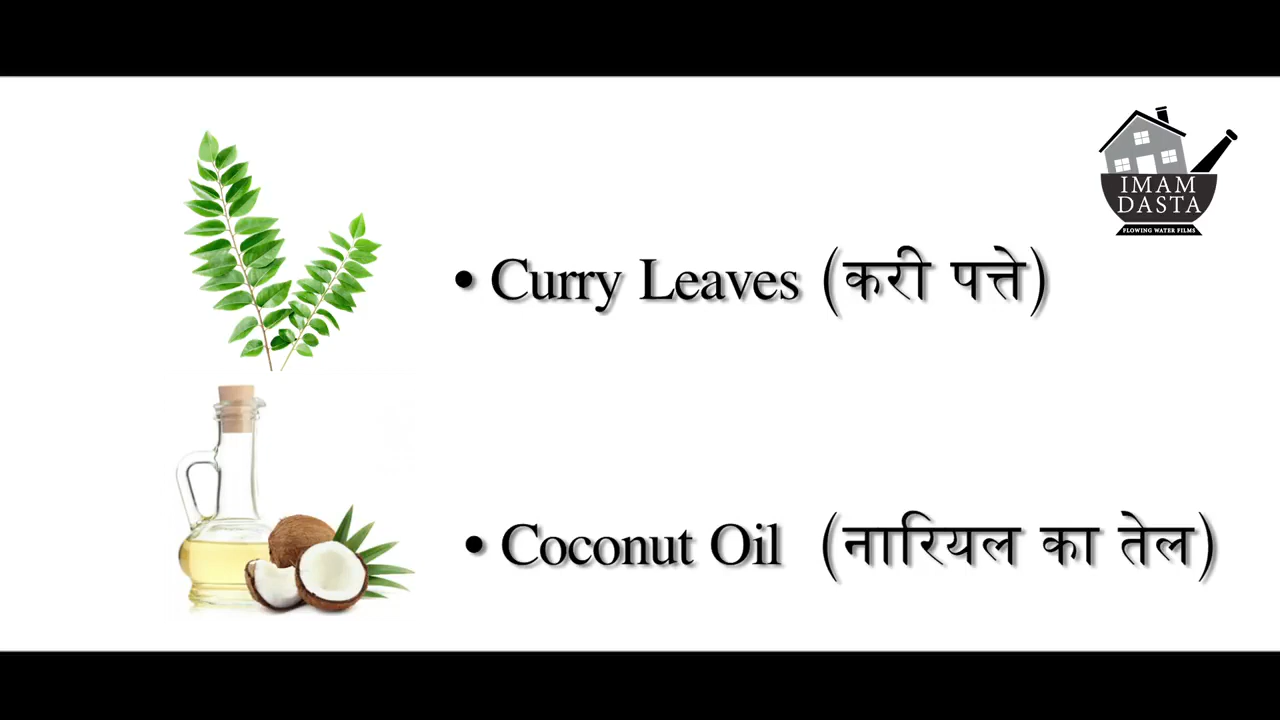 IMAM
DASTA
FLOWING WATER FILMS
• Curry Leaves (करी पत्ते)
• Coconut Oil (नारियल का तेल)